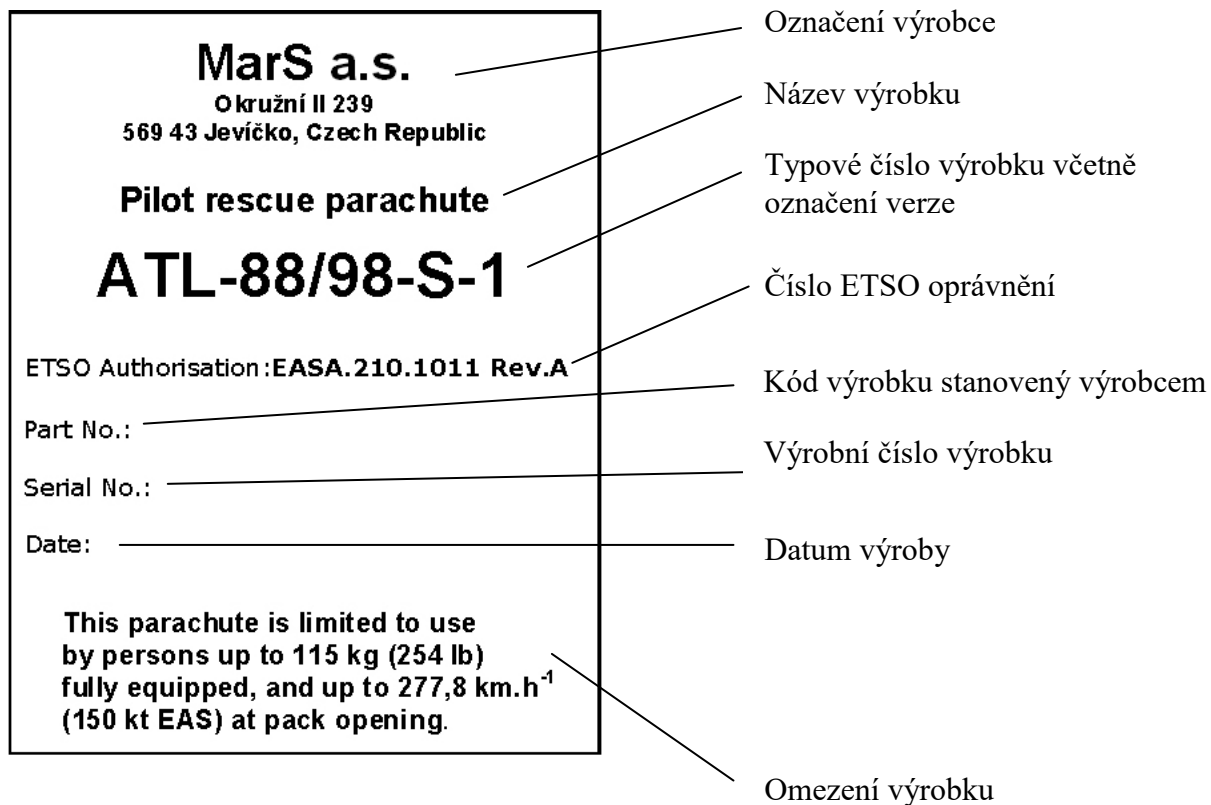 MarS a.s.
Okružní II 239
569 43 Jevíčko, Czech Republic
Pilot rescue parachute
ATL-88/98-S-1
ETSO Authorisation:EASA.210.1011 Rev.A
Part No.:
Serial No.:
Date:
This parachute is limited to use
by persons up to 115 kg (254 lb)
fully equipped, and up to 277,8 km.h⁻¹
(150 kt EAS) at pack opening.
Označení výrobce
Název výrobku
Typové číslo výrobku včetně
označení verze
Číslo ETSO oprávnění
Kód výrobku stanovený výrobcem
Výrobní číslo výrobku
Datum výroby
Omezení výrobku